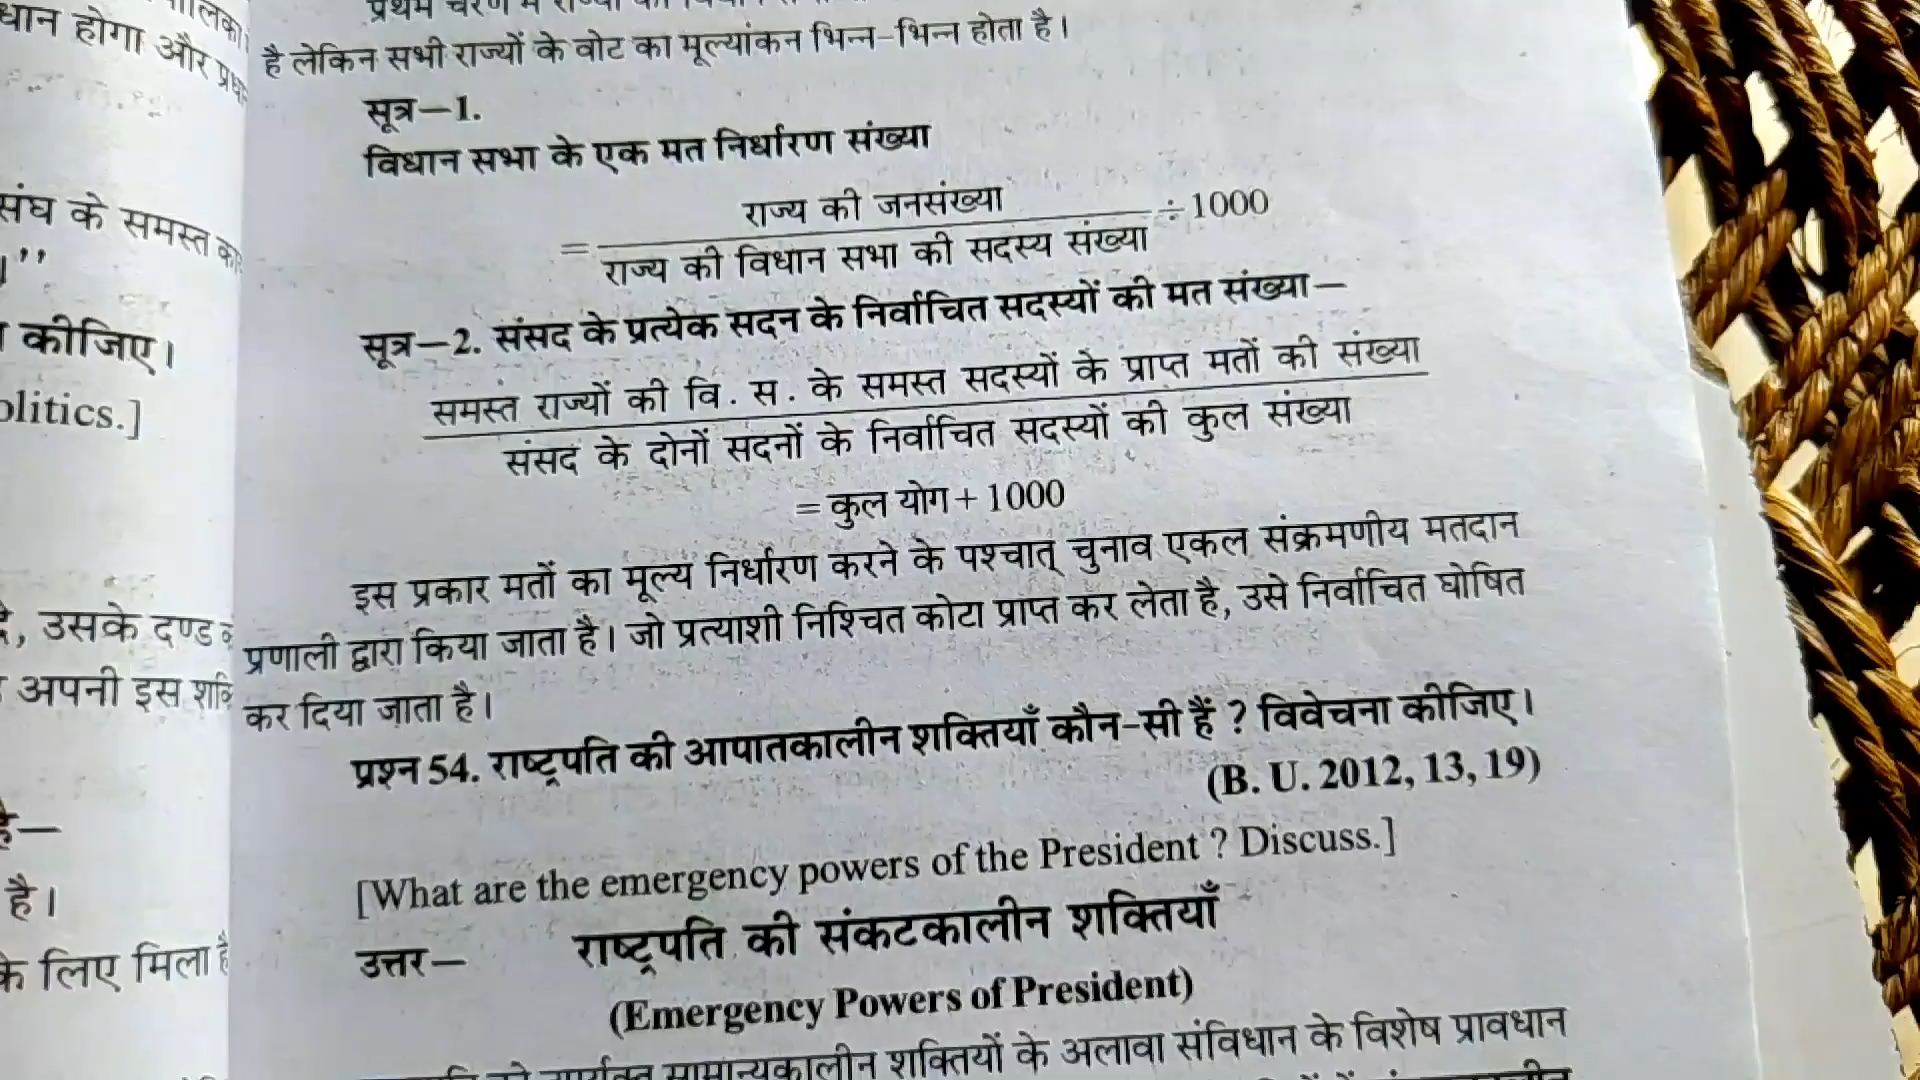 धान होगा और
संघ के समस्त
।”
कीजिए।
olitics.]
उसके दण्ड
अपनी इस
है—
है।
के लिए मिला है
है लेकिन सभी राज्यों के वोट का मूल्यांकन भिन्न-भिन्न होता है।
सूत्र—1.
विधान सभा के एक मत निर्धारण संख्या
राज्य की जनसंख्या
= ÷ 1000
राज्य की विधान सभा की सदस्य संख्या
सूत्र—2. संसद के प्रत्येक सदन के निर्वाचित सदस्यों की मत संख्या—
समस्त राज्यों की वि. स. के समस्त सदस्यों के प्राप्त मतों की संख्या
संसद के दोनों सदनों के निर्वाचित सदस्यों की कुल संख्या
= कुल योग + 1000
इस प्रकार मतों का मूल्य निर्धारण करने के पश्चात् चुनाव एकल संक्रमणीय मतदान
प्रणाली द्वारा किया जाता है। जो प्रत्याशी निश्चित कोटा प्राप्त कर लेता है, उसे निर्वाचित घोषित
कर दिया जाता है।
प्रश्न 54. राष्ट्रपति की आपातकालीन शक्तियाँ कौन-सी हैं ? विवेचना कीजिए।
(B. U. 2012, 13, 19)
[What are the emergency powers of the President ? Discuss.]
उत्तर— राष्ट्रपति की संकटकालीन शक्तियाँ
(Emergency Powers of President)
सामान्यकालीन शक्तियों के अलावा संविधान के विशेष प्रावधान